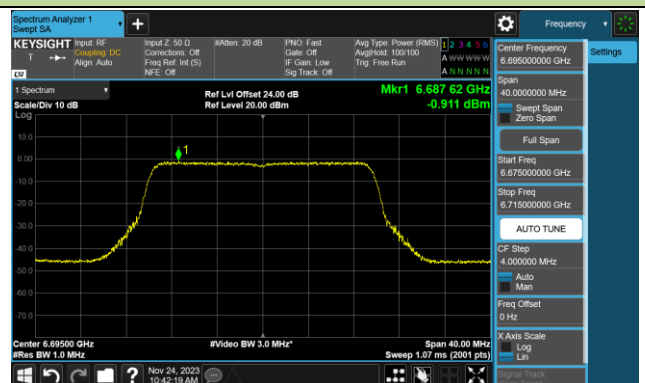 Spectrum Analyzer 1
Swept SA
Frequency
KEYSIGHT
Input: RF
Coupling: DC
Align: Auto
Input Z: 50 Ω
Corrections: Off
Freq Ref: Int (S)
NFE: Off
#Atten: 20 dB
PNO: Fast
Gate: Off
IF Gain: Low
Sig Track: Off
Avg Type: Power (RMS)
Avg|Hold: 100/100
Trig: Free Run
1 2 3 4 5 6
A W W W W W
A N N N N N
T
LXI
1 Spectrum
Scale/Div 10 dB
Log
Ref Lvl Offset 24.00 dB
Ref Level 20.00 dBm
Mkr1 6.687 62 GHz
-0.911 dBm
1
10.0
0.00
-10.0
-20.0
-30.0
-40.0
-50.0
-60.0
-70.0
Center 6.69500 GHz
#Res BW 1.0 MHz
#Video BW 3.0 MHz*
Span 40.00 MHz
Sweep 1.07 ms (2001 pts)
Center Frequency
6.695000000 GHz
Settings
Span
40.0000000 MHz
Swept Span
Zero Span
Full Span
Start Freq
6.675000000 GHz
Stop Freq
6.715000000 GHz
AUTO TUNE
CF Step
4.000000 MHz
Auto
Man
Freq Offset
0 Hz
X Axis Scale
Log
Lin
Signal Track
?
Nov 24, 2023
10:42:19 AM